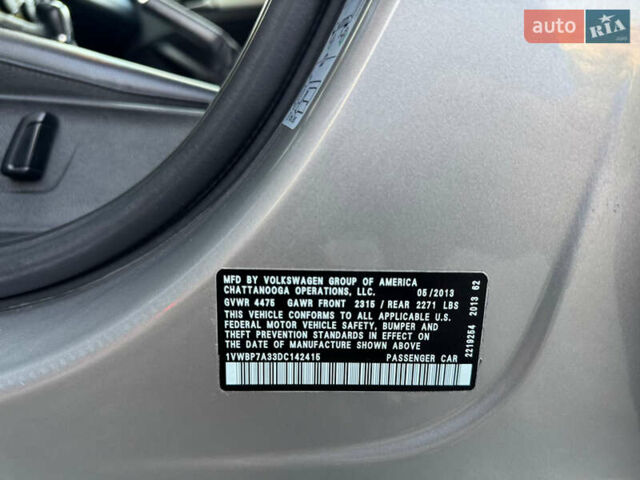 auto RIA.com
MFD BY VOLKSWAGEN GROUP OF AMERICA
CHATTANOOGA OPERATIONS, LLC. 05/2013
GVWR 4475 GAWR FRONT 2315 / REAR 2271 LBS
THIS VEHICLE CONFORMS TO ALL APPLICABLE U.S.
FEDERAL MOTOR VEHICLE SAFETY, BUMPER AND
THEFT PREVENTION STANDARDS IN EFFECT ON THE
DATE OF MANUFACTURE SHOWN ABOVE.
1VWBP7A33DC142415 PASSENGER CAR
2219254 2013 62